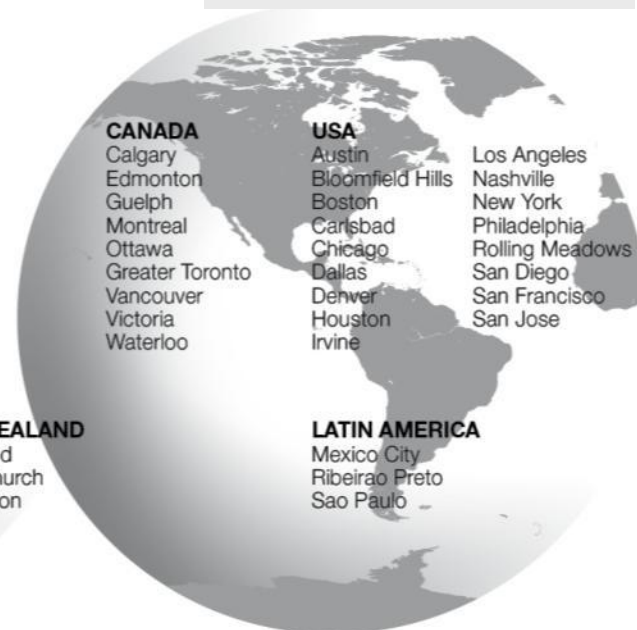 CANADA
Calgary
Edmonton
Guelph
Montreal
Ottawa
Greater Toronto
Vancouver
Victoria
Waterloo
USA
Austin
Bloomfield Hills
Boston
Carlsbad
Chicago
Dallas
Denver
Houston
Irvine
Los Angeles
Nashville
New York
Philadelphia
Rolling Meadows
San Diego
San Francisco
San Jose
EALAND
d
hurch
on
LATIN AMERICA
Mexico City
Ribeirao Preto
Sao Paulo